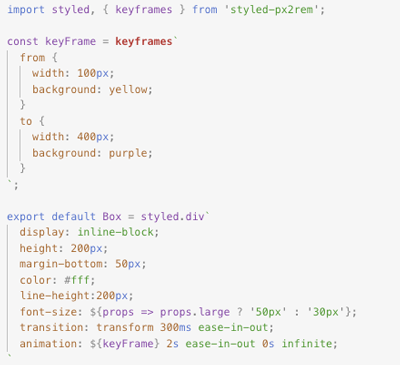 import styled, { keyframes } from 'styled-px2rem';
const keyFrame = keyframes`
from {
width: 100px;
background: yellow;
}
to {
width: 400px;
background: purple;
}
`;
export default Box = styled.div`
display: inline-block;
height: 200px;
margin-bottom: 50px;
color: #fff;
line-height:200px;
font-size: ${props => props.large ? '50px' : '30px'};
transition: transform 300ms ease-in-out;
animation: ${keyFrame} 2s ease-in-out 0s infinite;
`